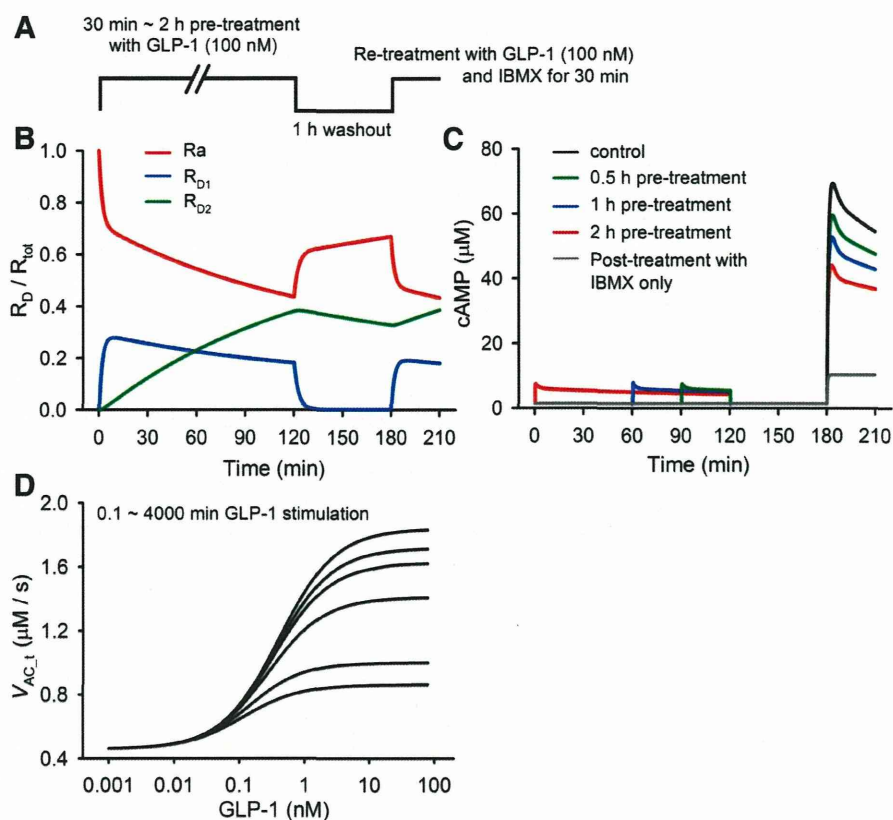 A
30 min ~ 2 h pre-treatment
with GLP-1 (100 nM)
Re-treatment with GLP-1 (100 nM)
and IBMX for 30 min
1 h washout
B
Ra
R_D1
R_D2
R_D / R_tot
1.0
0.8
0.6
0.4
0.2
0.0
0 30 60 90 120 150 180 210
Time (min)
C
control
0.5 h pre-treatment
1 h pre-treatment
2 h pre-treatment
Post-treatment with
IBMX only
cAMP (μM)
80
60
40
20
0
0 30 60 90 120 150 180 210
Time (min)
D
0.1 ~ 4000 min GLP-1 stimulation
V_AC_t (μM / s)
2.0
1.6
1.2
0.8
0.4
0.001 0.01 0.1 1 10 100
GLP-1 (nM)